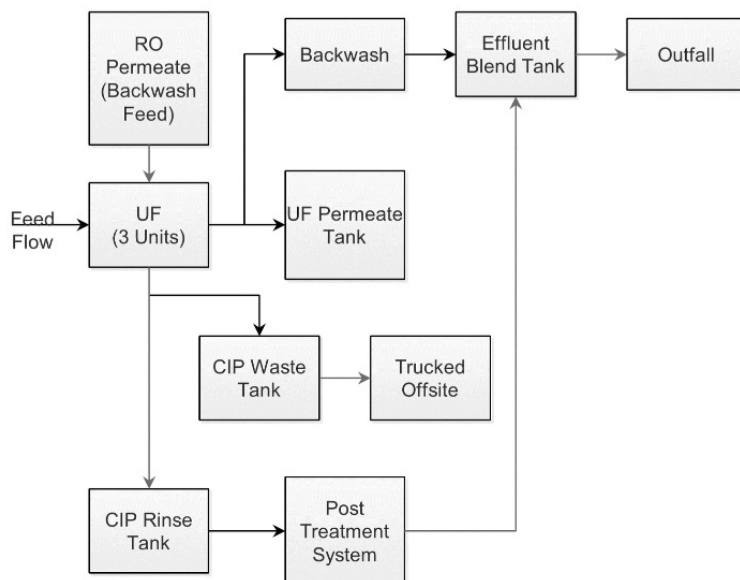 RO
Permeate
(Backwash
Feed)
Backwash
Effluent
Blend Tank
Outfall
Feed
Flow
UF
(3 Units)
UF Permeate
Tank
CIP Waste
Tank
Trucked
Offsite
CIP Rinse
Tank
Post
Treatment
System